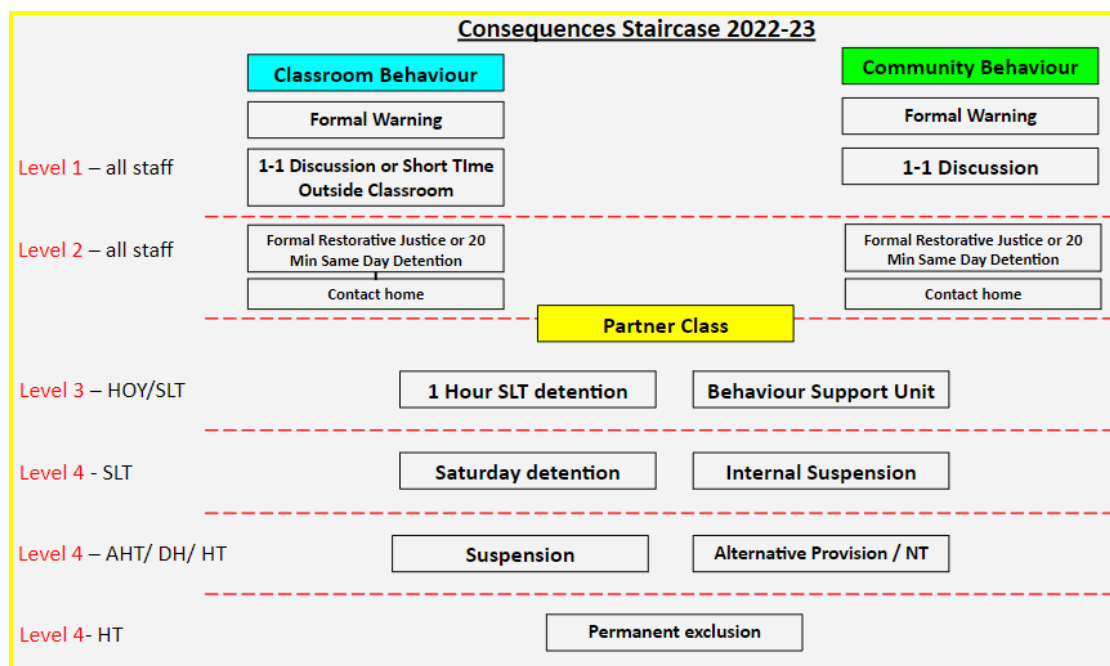 Consequences Staircase 2022-23
Classroom Behaviour
Community Behaviour
Formal Warning
Formal Warning
Level 1 – all staff
1-1 Discussion or Short TIme
Outside Classroom
1-1 Discussion
Level 2 – all staff
Formal Restorative Justice or 20
Min Same Day Detention
Formal Restorative Justice or 20
Min Same Day Detention
Contact home
Contact home
Partner Class
Level 3 – HOY/SLT
1 Hour SLT detention
Behaviour Support Unit
Level 4 - SLT
Saturday detention
Internal Suspension
Level 4 – AHT/ DH/ HT
Suspension
Alternative Provision / NT
Level 4- HT
Permanent exclusion